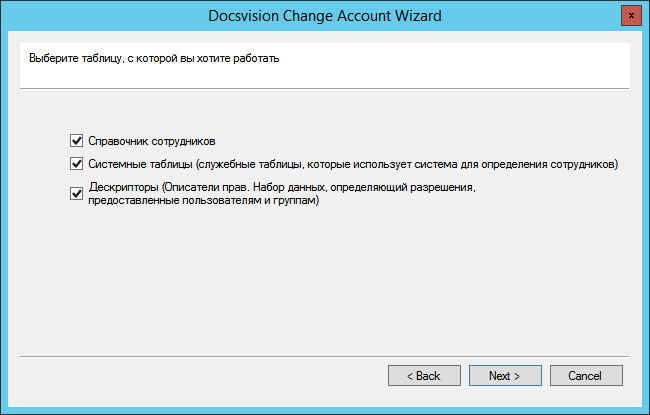 Docsvision Change Account Wizard
x
Выберите таблицу, с которой вы хотите работать
Справочник сотрудников
Системные таблицы (служебные таблицы, которые использует система для определения сотрудников)
Дескрипторы (Описатели прав. Набор данных, определяющий разрешения,
предоставленные пользователям и группам)
< Back
Next >
Cancel